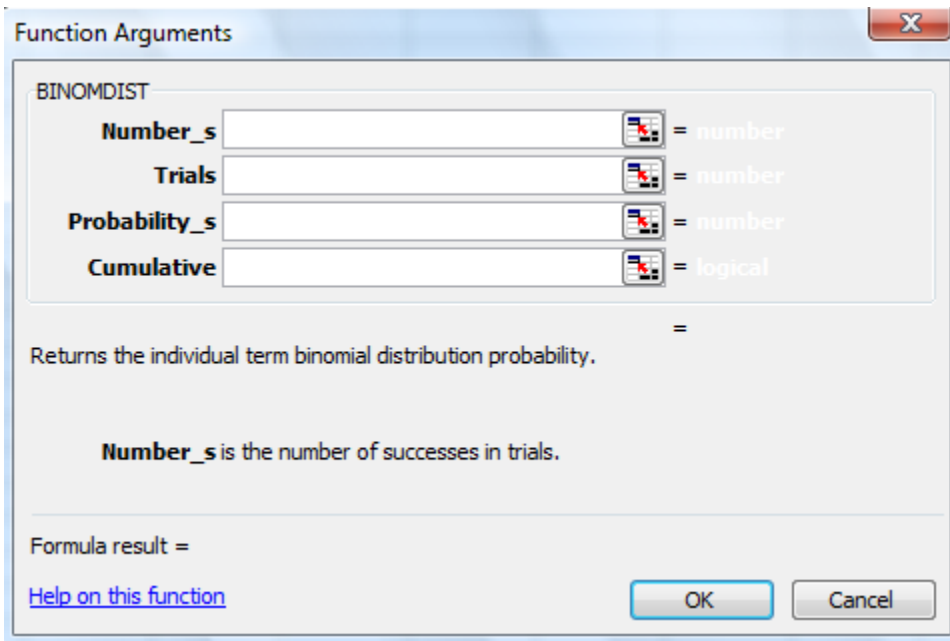 Function Arguments
BINOMDIST
Number_s = number
Trials = number
Probability_s = number
Cumulative = logical
=
Returns the individual term binomial distribution probability.
Number_s is the number of successes in trials.
Formula result =
Help on this function
OK Cancel